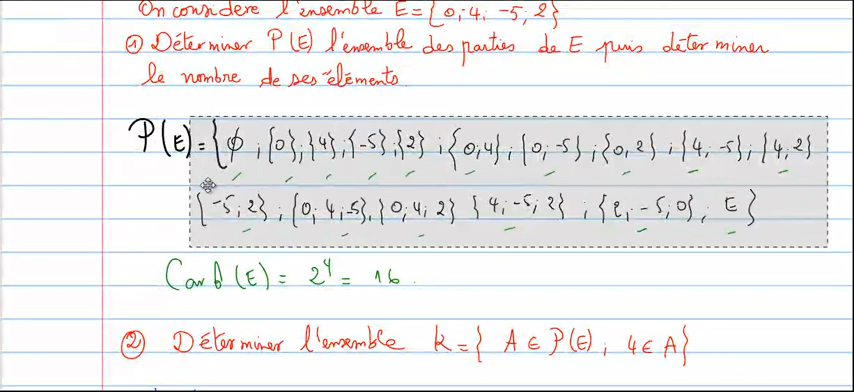 On considère l'ensemble E = { 0; 4; -5; 2 }
① Déterminer P(E) l'ensemble des parties de E puis déterminer
le nombre de ses éléments.
P(E) = { ϕ ; {0} ; {4} ; {-5} ; {2} ; {0,4} ; {0,-5} ; {0,2} ; {4,-5} ; {4,2}
{-5,2} ; {0; 4,-5}, {0,4,2} {4,-5,2} ; {2,-5,0} ; E }
Card (E) = 2⁴ = 16.
② Déterminer l'ensemble k = { A ∈ P(E) ; 4 ∈ A }